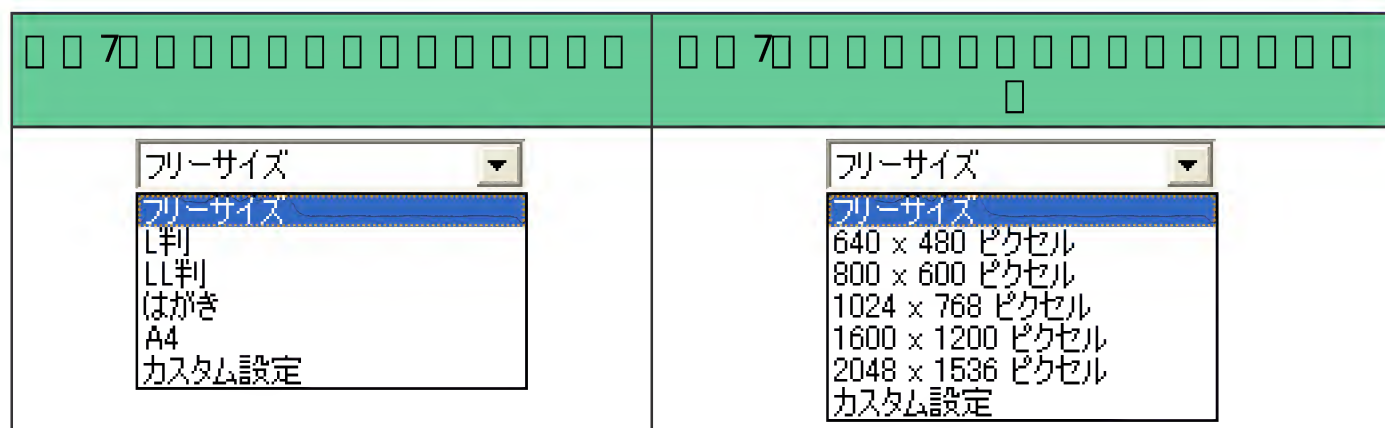 7
7
フリーサイズ
フリーサイズ
L判
LL判
はがき
A4
カスタム設定
フリーサイズ
フリーサイズ
640 x 480 ピクセル
800 x 600 ピクセル
1024 x 768 ピクセル
1600 x 1200 ピクセル
2048 x 1536 ピクセル
カスタム設定